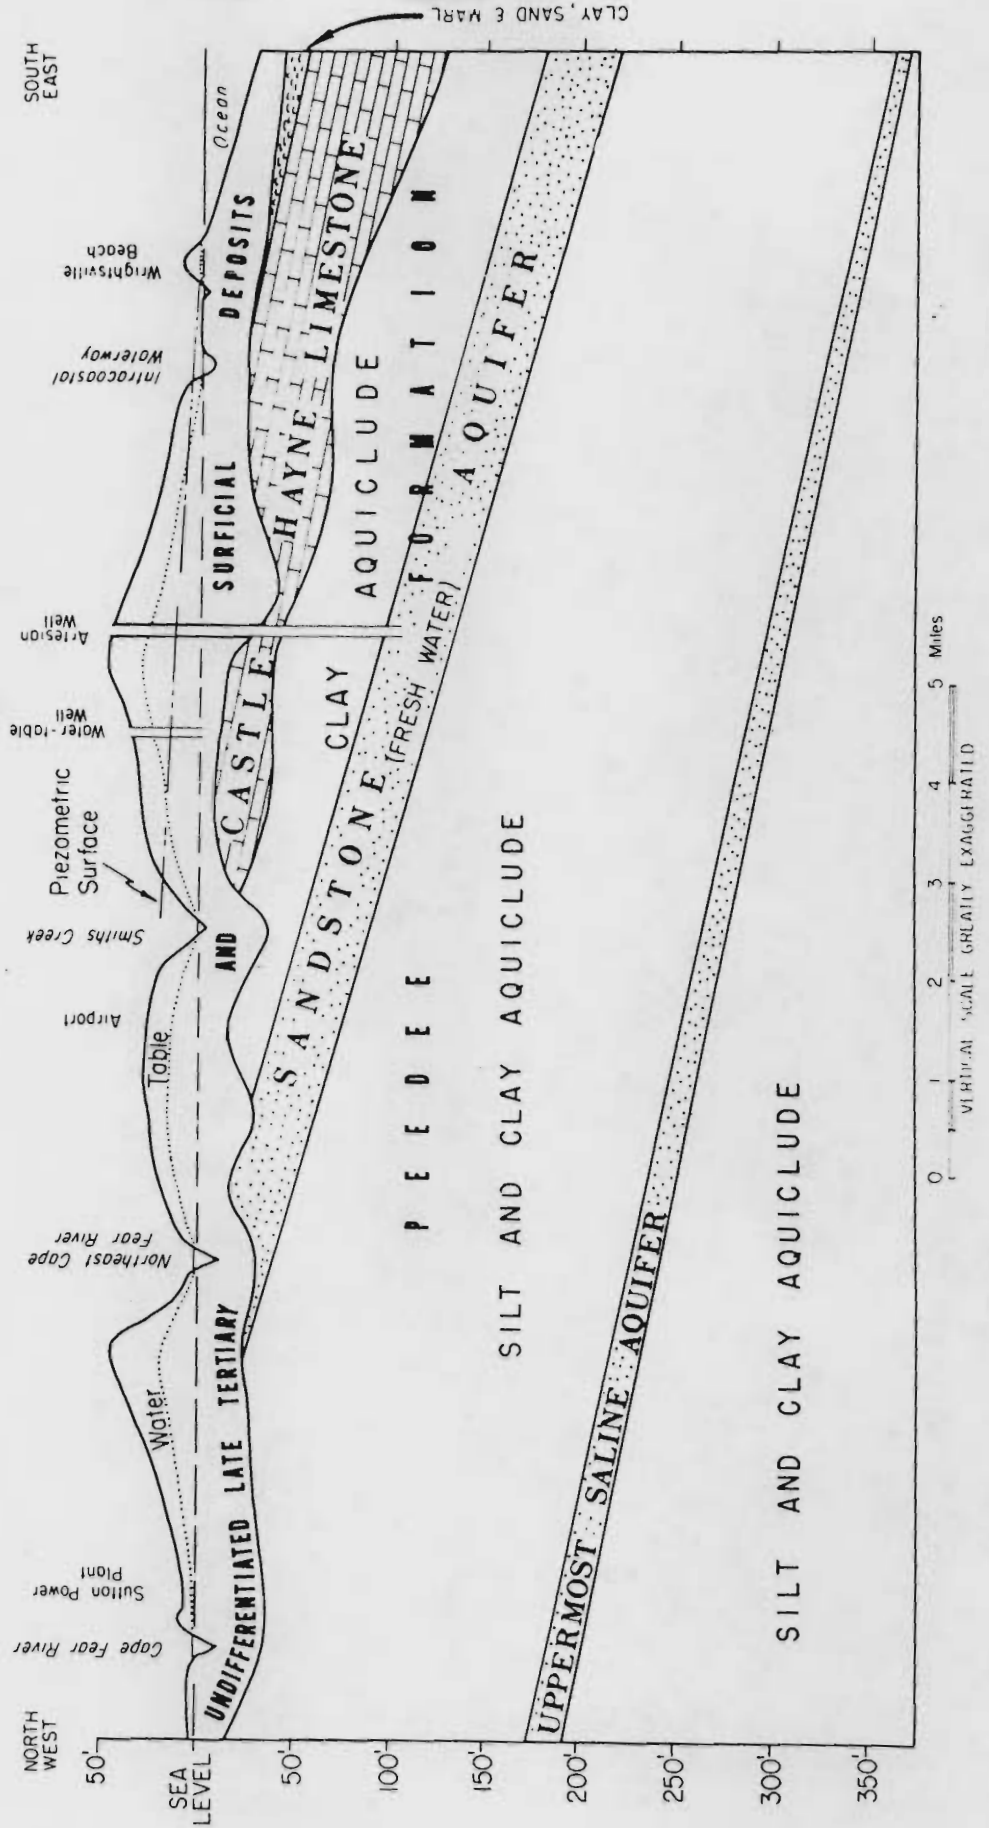 NORTH
WEST
SOUTH
EAST
Cape Fear River
Sutton Power
Plant
Northeast Cape
Fear River
Airport
Smiths Creek
Piezometric
Surface
Water-table
Well
Artesian
Well
Intracoastal
Waterway
Wrightsville
Beach
Ocean
50'
SEA
LEVEL
50'
100'
150'
200'
250'
300'
350'
Water
Table
UNDIFFERENTIATED LATE TERTIARY
AND
SURFICIAL
DEPOSITS
CASTLE
HAYNE LIMESTONE
CLAY, SAND & MARL
CLAY
AQUICLUDE
SANDSTONE
AQUIFER
(FRESH WATER)
PEEDEE
FORMATION
SILT AND CLAY AQUICLUDE
UPPERMOST SALINE AQUIFER
SILT AND CLAY AQUICLUDE
0
1
2
3
4
5
Miles
VERTICAL SCALE GREATLY EXAGGERATED